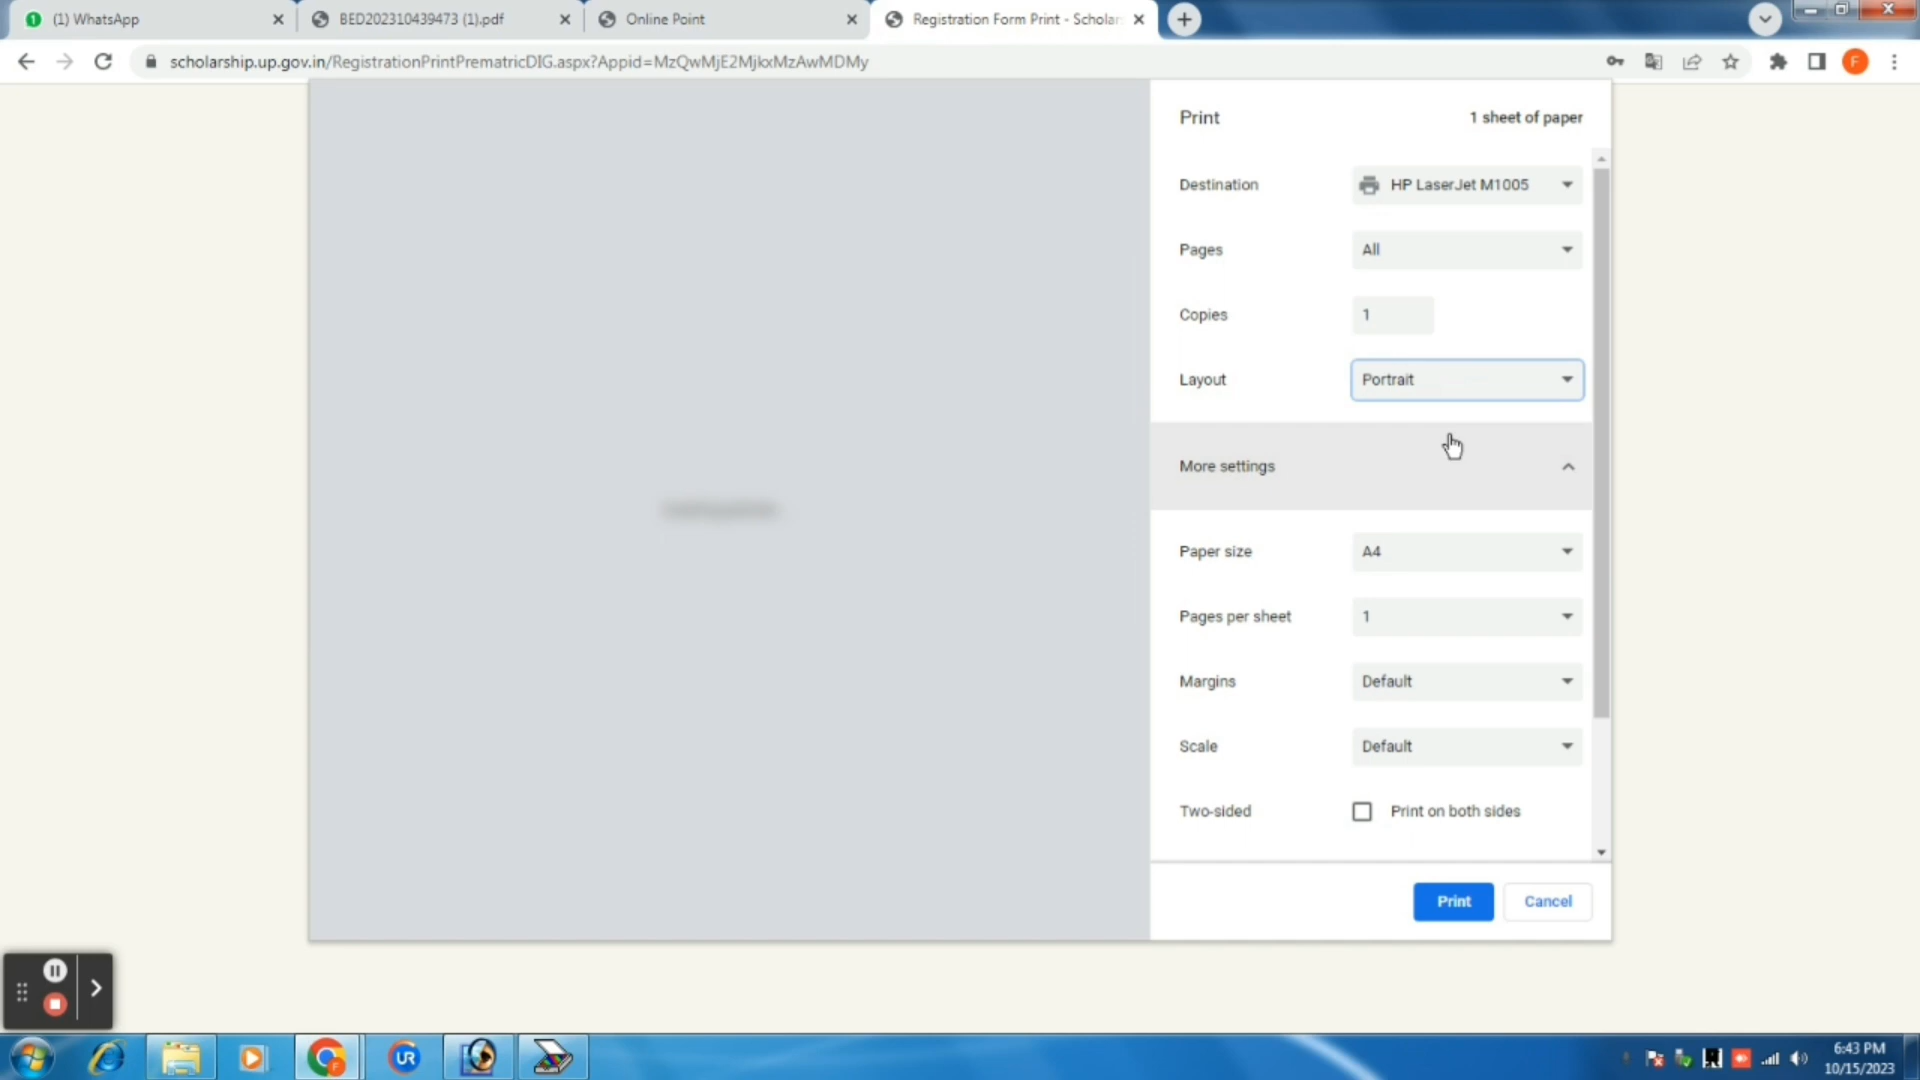 (1) WhatsApp
BED202310439473 (1).pdf
Online Point
Registration Form Print - Scholar
scholarship.up.gov.in/RegistrationPrintPrematricDIG.aspx?Appid=MzQwMjE2MjkxMzAwMDMy
F
Print
1 sheet of paper
Destination
HP LaserJet M1005
Pages
All
Copies
1
Layout
Portrait
More settings
Paper size
A4
Pages per sheet
1
Margins
Default
Scale
Default
Two-sided
Print on both sides
Print
Cancel
UR
6:43 PM
10/15/2023